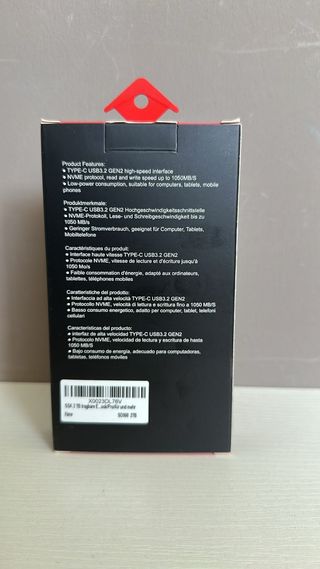 Product Features:
● TYPE-C USB3.2 GEN2 high-speed interface
● NVME protocol, read and write speed up to 1050MB/S
● Low-power consumption, suitable for computers, tablets, mobile
phones
Produktmerkmale:
● TYPE-C USB3.2 GEN2 Hochgeschwindigkeitsschnittstelle
● NVME-Protokoll, Lese- und Schreibgeschwindigkeit bis zu
1050 MB/s
● Geringer Stromverbrauch, geeignet für Computer, Tablets,
Mobiltelefone
Caractéristiques du produit:
● Interface haute vitesse TYPE-C USB3.2 GEN2
● Protocole NVME, vitesse de lecture et d'écriture jusqu'à
1050 Mo/s
● Faible consommation d'énergie, adapté aux ordinateurs,
tablettes, téléphones mobiles
Caratteristiche del prodotto:
● Interfaccia ad alta velocità TYPE-C USB3.2 GEN2
● Protocollo NVME, velocità di lettura e scrittura fino a 1050 MB/S
● Basso consumo energetico, adatto per computer, tablet, telefoni
cellulari
Características del producto:
● interfaz de alta velocidad TYPE-C USB3.2 GEN2
● Protocolo NVME, velocidad de lectura y escritura de hasta
1050 MB/S
● Bajo consumo de energía, adecuado para computadoras,
tabletas, teléfonos móviles
X0023DL76V
und mehr
New